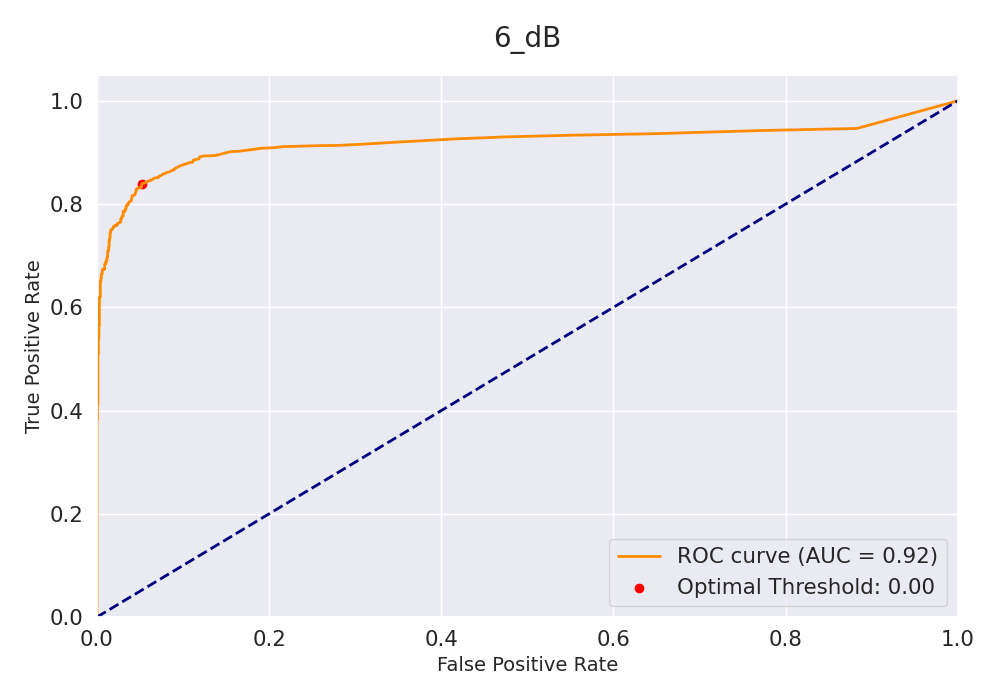 6_dB
1.0
0.8
0.6
0.4
0.2
0.0
True Positive Rate
ROC curve (AUC = 0.92)
Optimal Threshold: 0.00
0.0 0.2 0.4 0.6 0.8 1.0
False Positive Rate